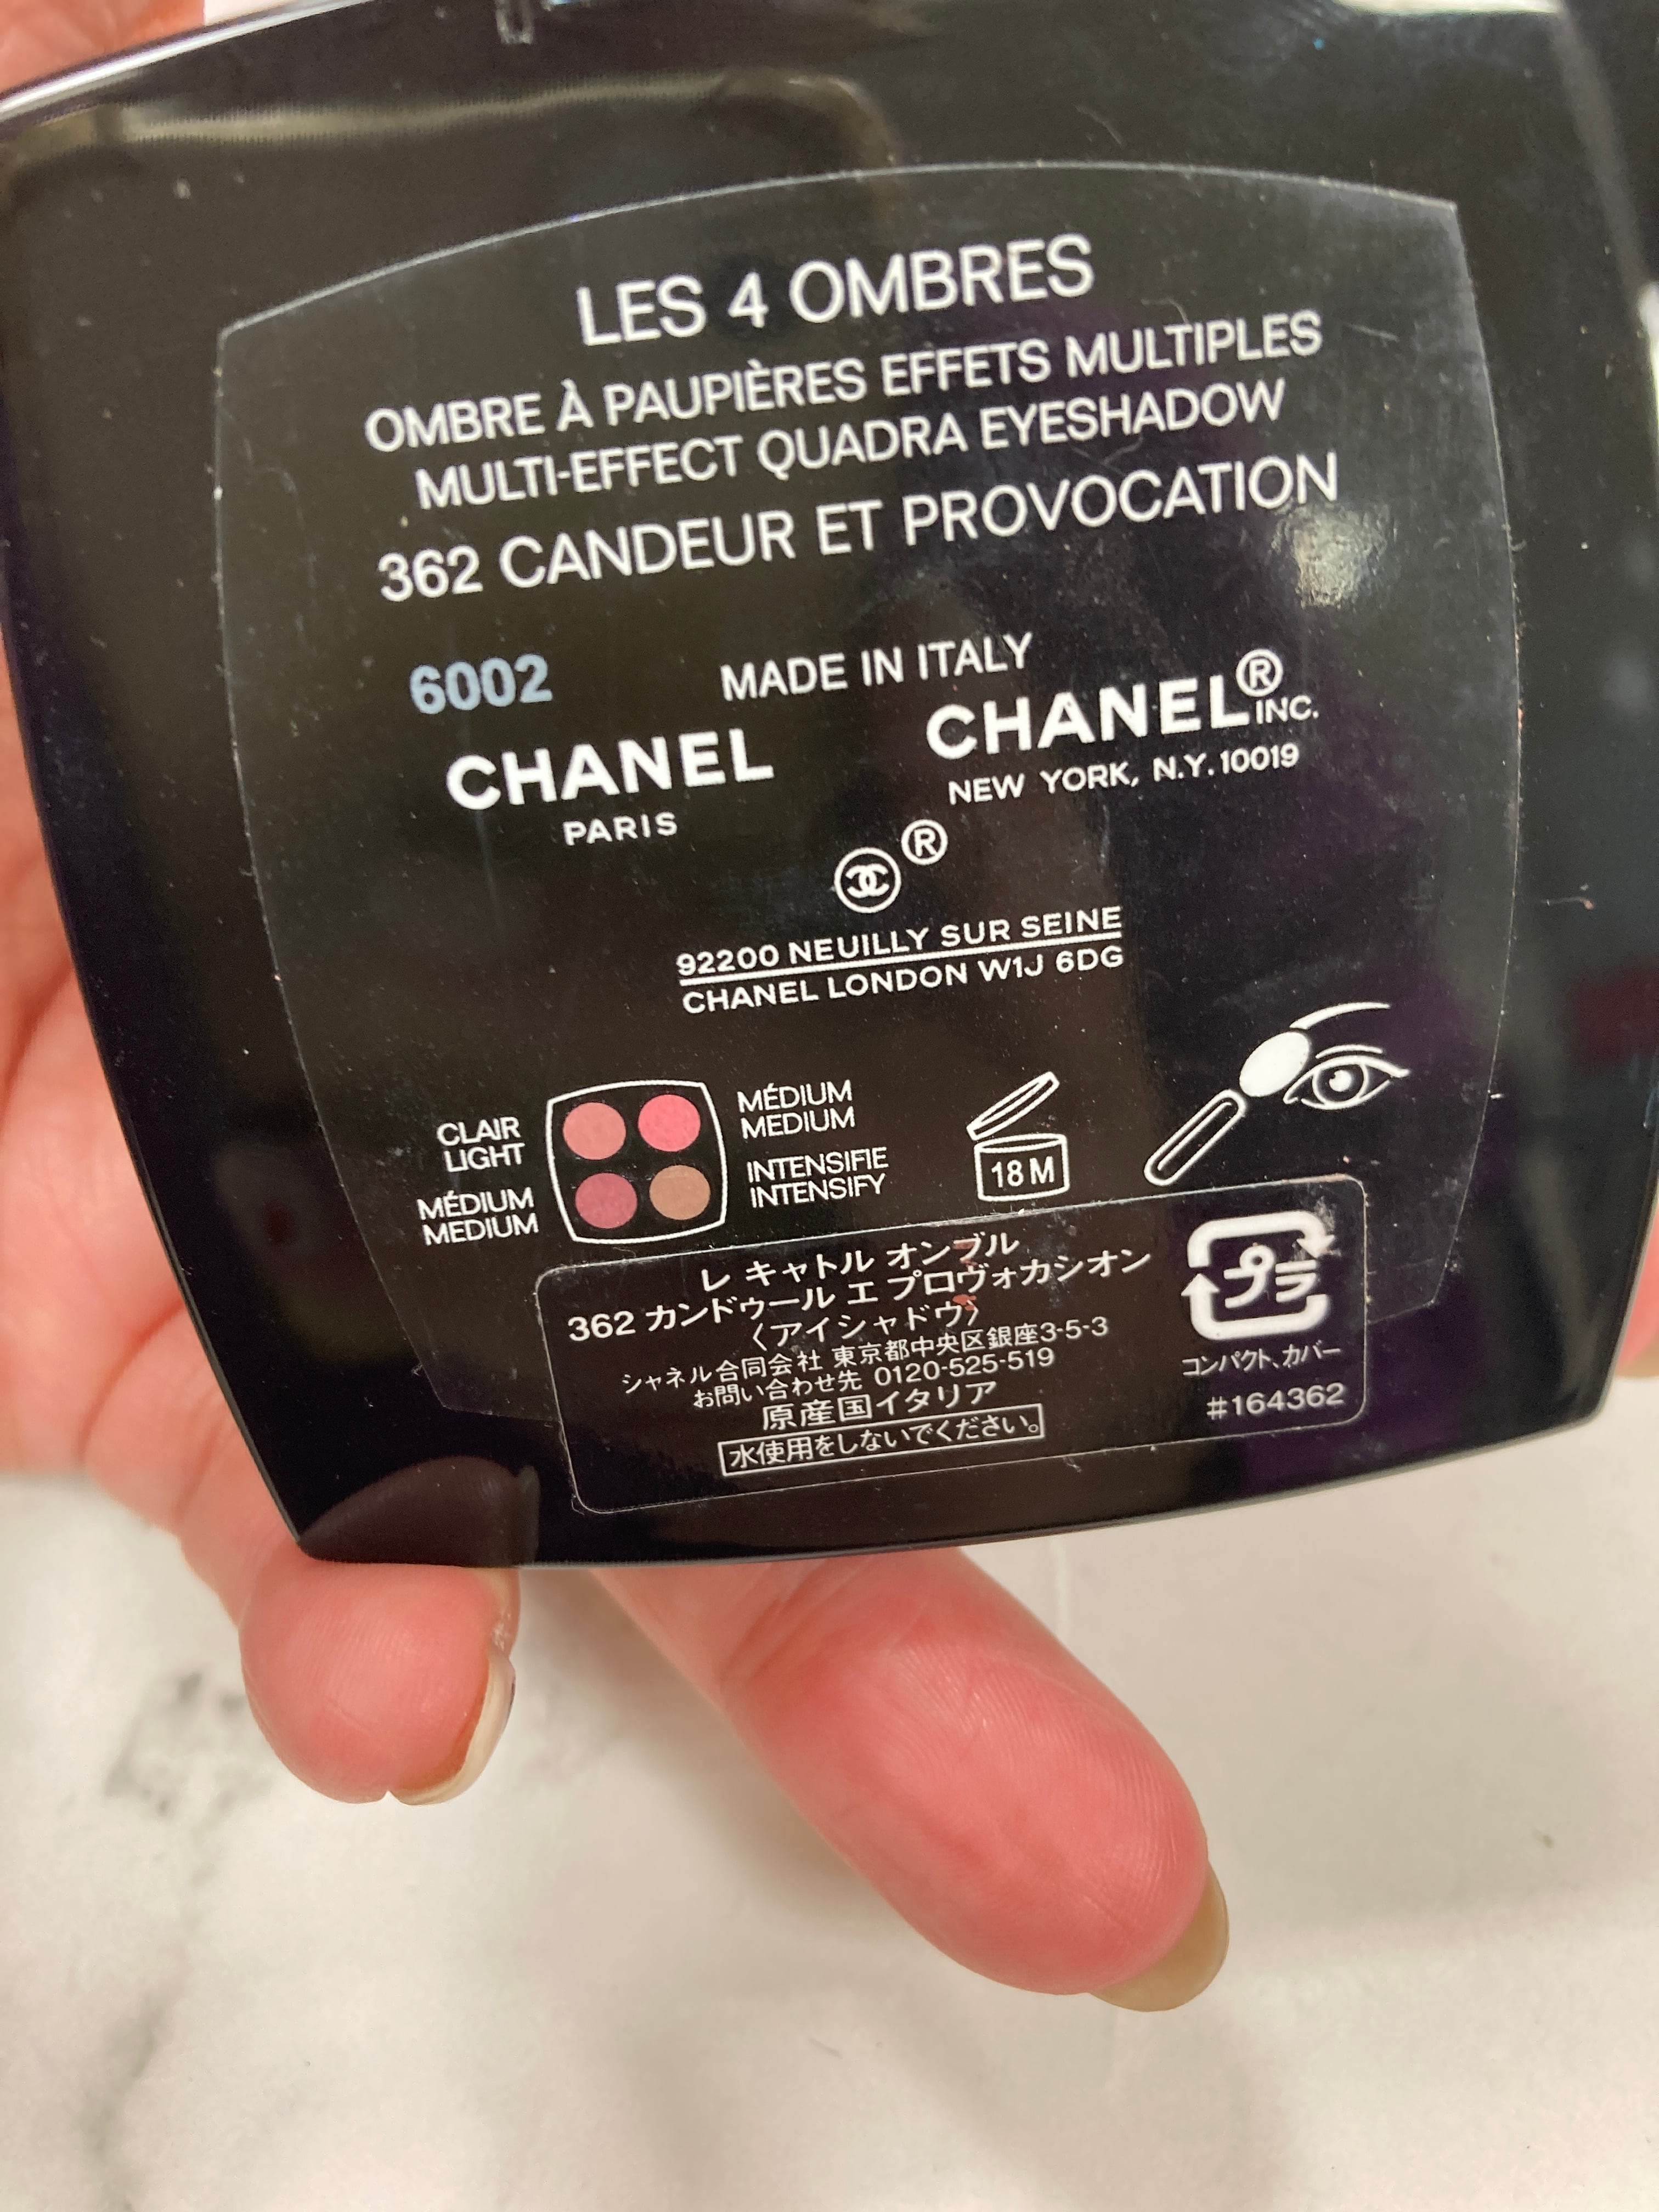 LES 4 OMBRES
OMBRE À PAUPIÈRES EFFETS MULTIPLES
MULTI-EFFECT QUADRA EYESHADOW
362 CANDEUR ET PROVOCATION
6002
MADE IN ITALY
CHANEL
PARIS
CHANEL® INC.
NEW YORK, N.Y. 10019
®
92200 NEUILLY SUR SEINE
CHANEL LONDON W1J 6DG
CLAIR
LIGHT
MÉDIUM
MEDIUM
MÉDIUM
MEDIUM
INTENSIFIE
INTENSIFY
18 M
レ キャトル オンブル
362 カンドゥール エ プロヴォカシオン
〈アイシャドウ〉
シャネル合同会社 東京都中央区銀座3-5-3
お問い合わせ先 0120-525-519
原産国イタリア
水使用をしないでください。
プラ
コンパクト、カバー
#164362